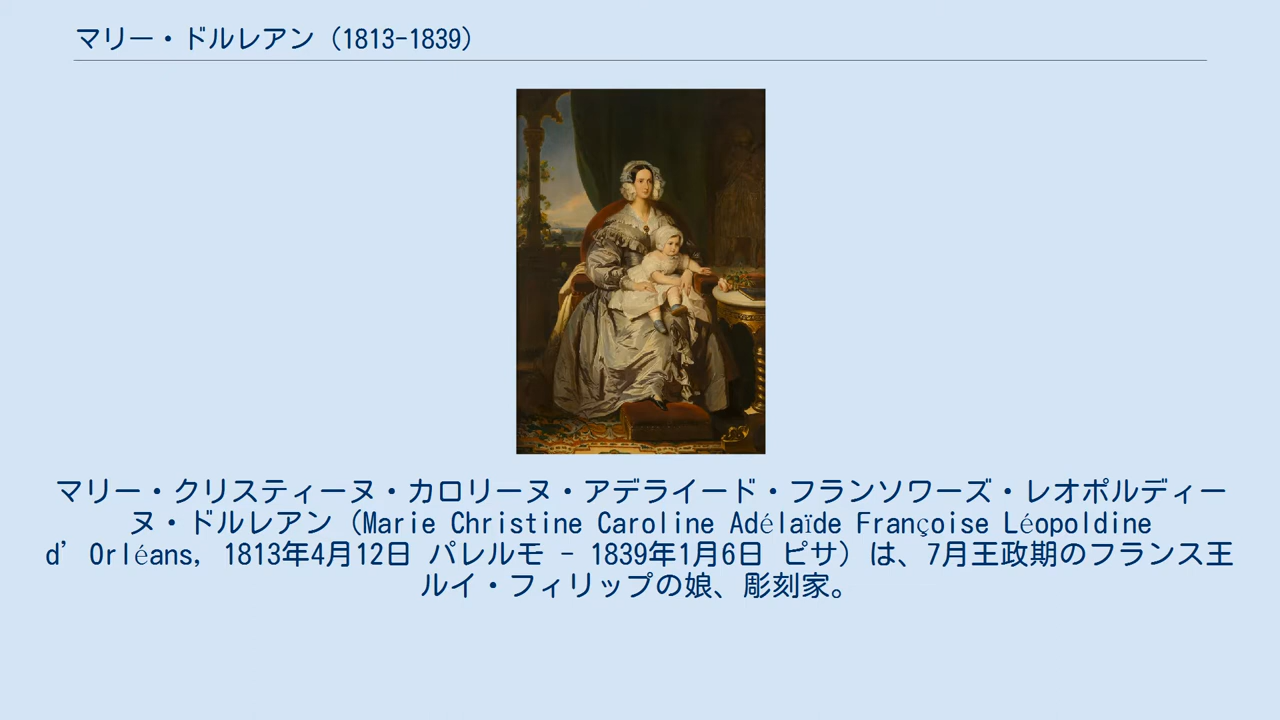 マリー・ドルレアン（1813-1839）
マリー・クリスティーヌ・カロリーヌ・アデライード・フランソワーズ・レオポルディー
ヌ・ドルレアン（Marie Christine Caroline Adélaïde Françoise Léopoldine
d’Orléans, 1813年4月12日 パレルモ - 1839年1月6日 ピサ）は、7月王政期のフランス王
ルイ・フィリップの娘、彫刻家。